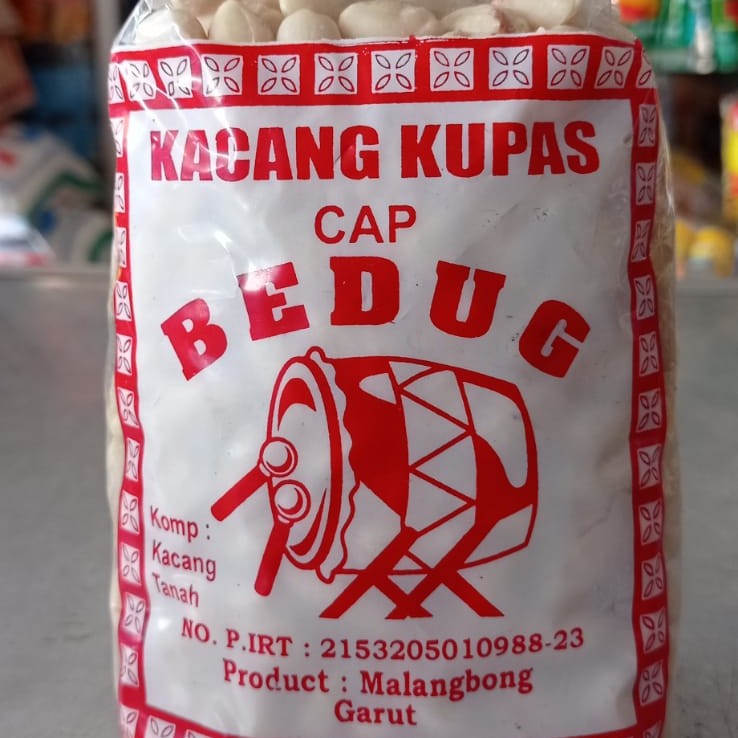 KACANG KUPAS
CAP
BEDUG
Komp :
Kacang
Tanah
NO. P.IRT : 2153205010988-23
Product : Malangbong
Garut